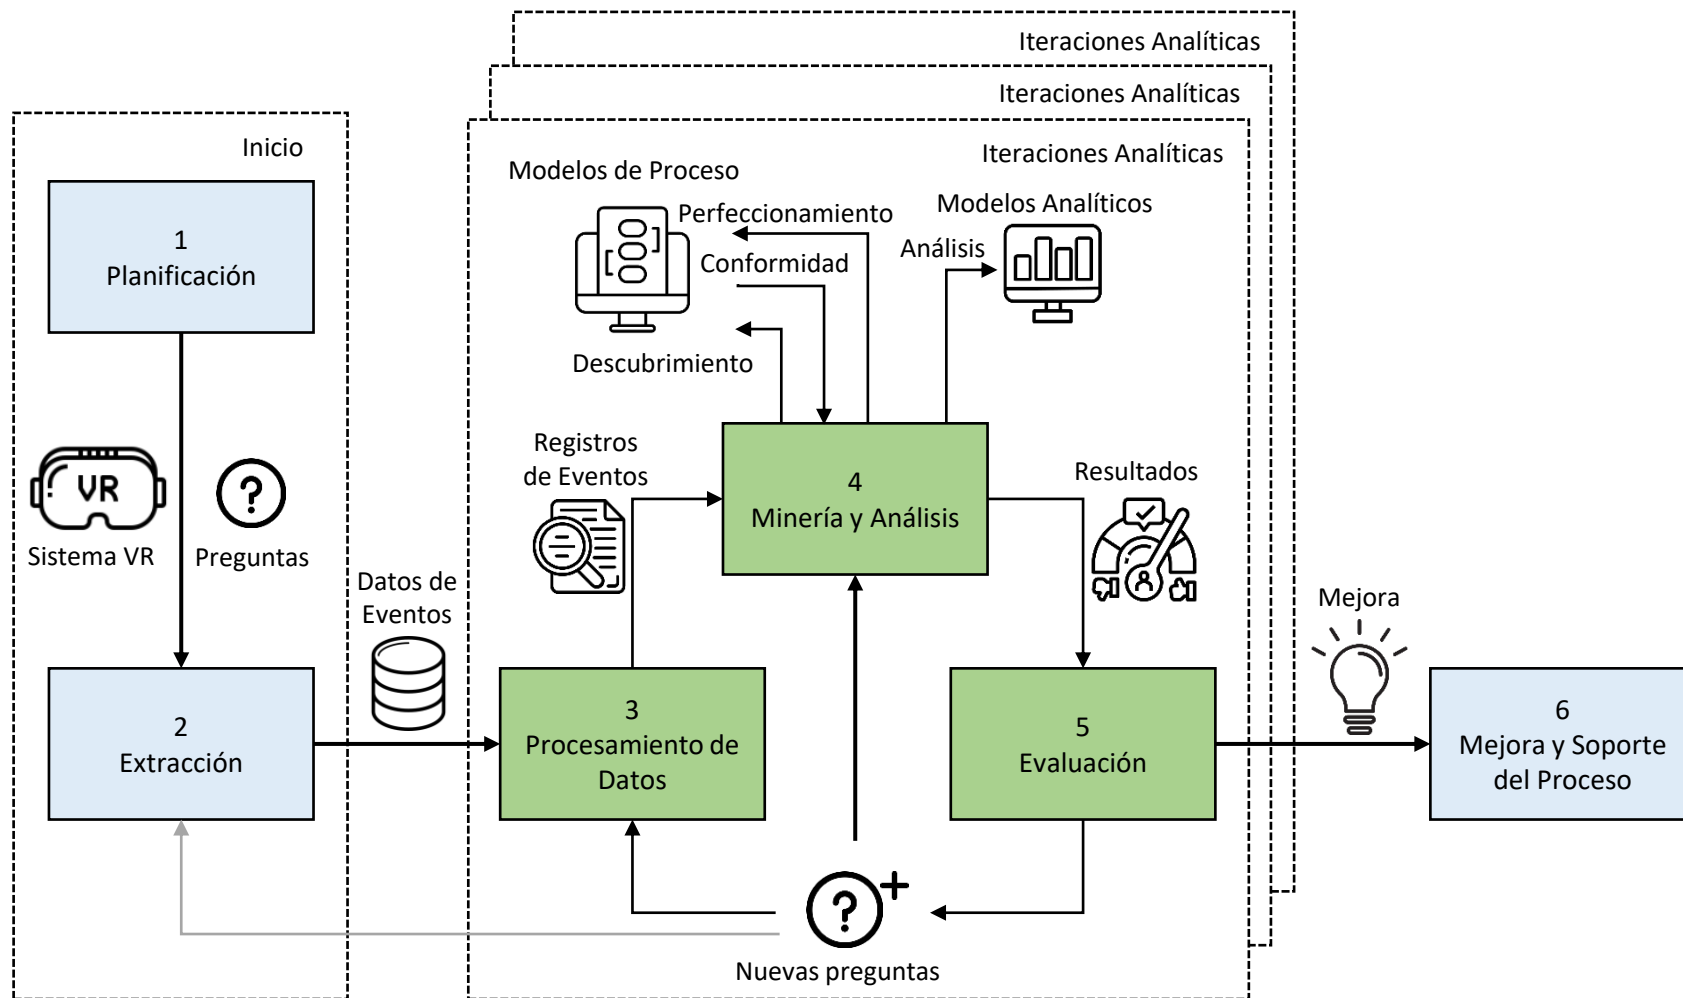 Iteraciones Analíticas
Iteraciones Analíticas
Iteraciones Analíticas
Inicio
1
Planificación
VR
Sistema VR
?
Preguntas
2
Extracción
Datos de
Eventos
Modelos de Proceso
Perfeccionamiento
Conformidad
Descubrimiento
Modelos Analíticos
Análisis
Registros
de Eventos
4
Minería y Análisis
Resultados
3
Procesamiento de
Datos
5
Evaluación
?+
Nuevas preguntas
Mejora
6
Mejora y Soporte
del Proceso